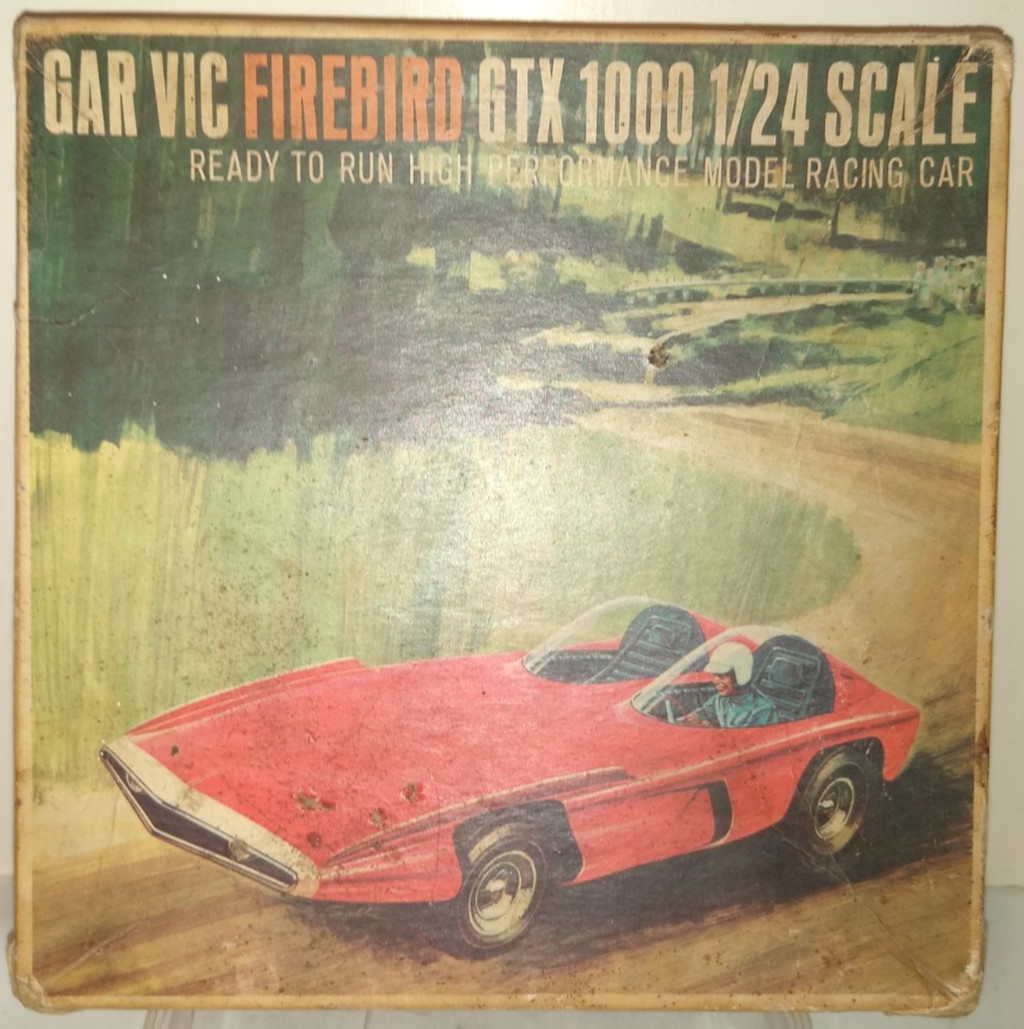 GAR VIC FIREBIRD GTX 1000 1/24 SCALE
READY TO RUN HIGH PERFORMANCE MODEL RACING CAR